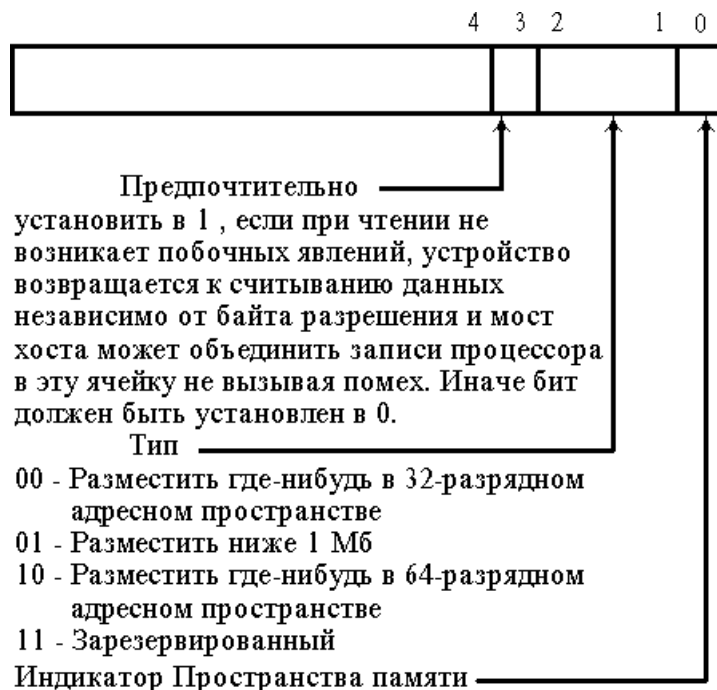 4 3 2 1 0
Предпочтительно
установить в 1 , если при чтении не
возникает побочных явлений, устройство
возвращается к считыванию данных
независимо от байта разрешения и мост
хоста может объединить записи процессора
в эту ячейку не вызывая помех. Иначе бит
должен быть установлен в 0.
Тип
00 - Разместить где-нибудь в 32-разрядном
адресном пространстве
01 - Разместить ниже 1 Мб
10 - Разместить где-нибудь в 64-разрядном
адресном пространстве
11 - Зарезервированный
Индикатор Пространства памяти